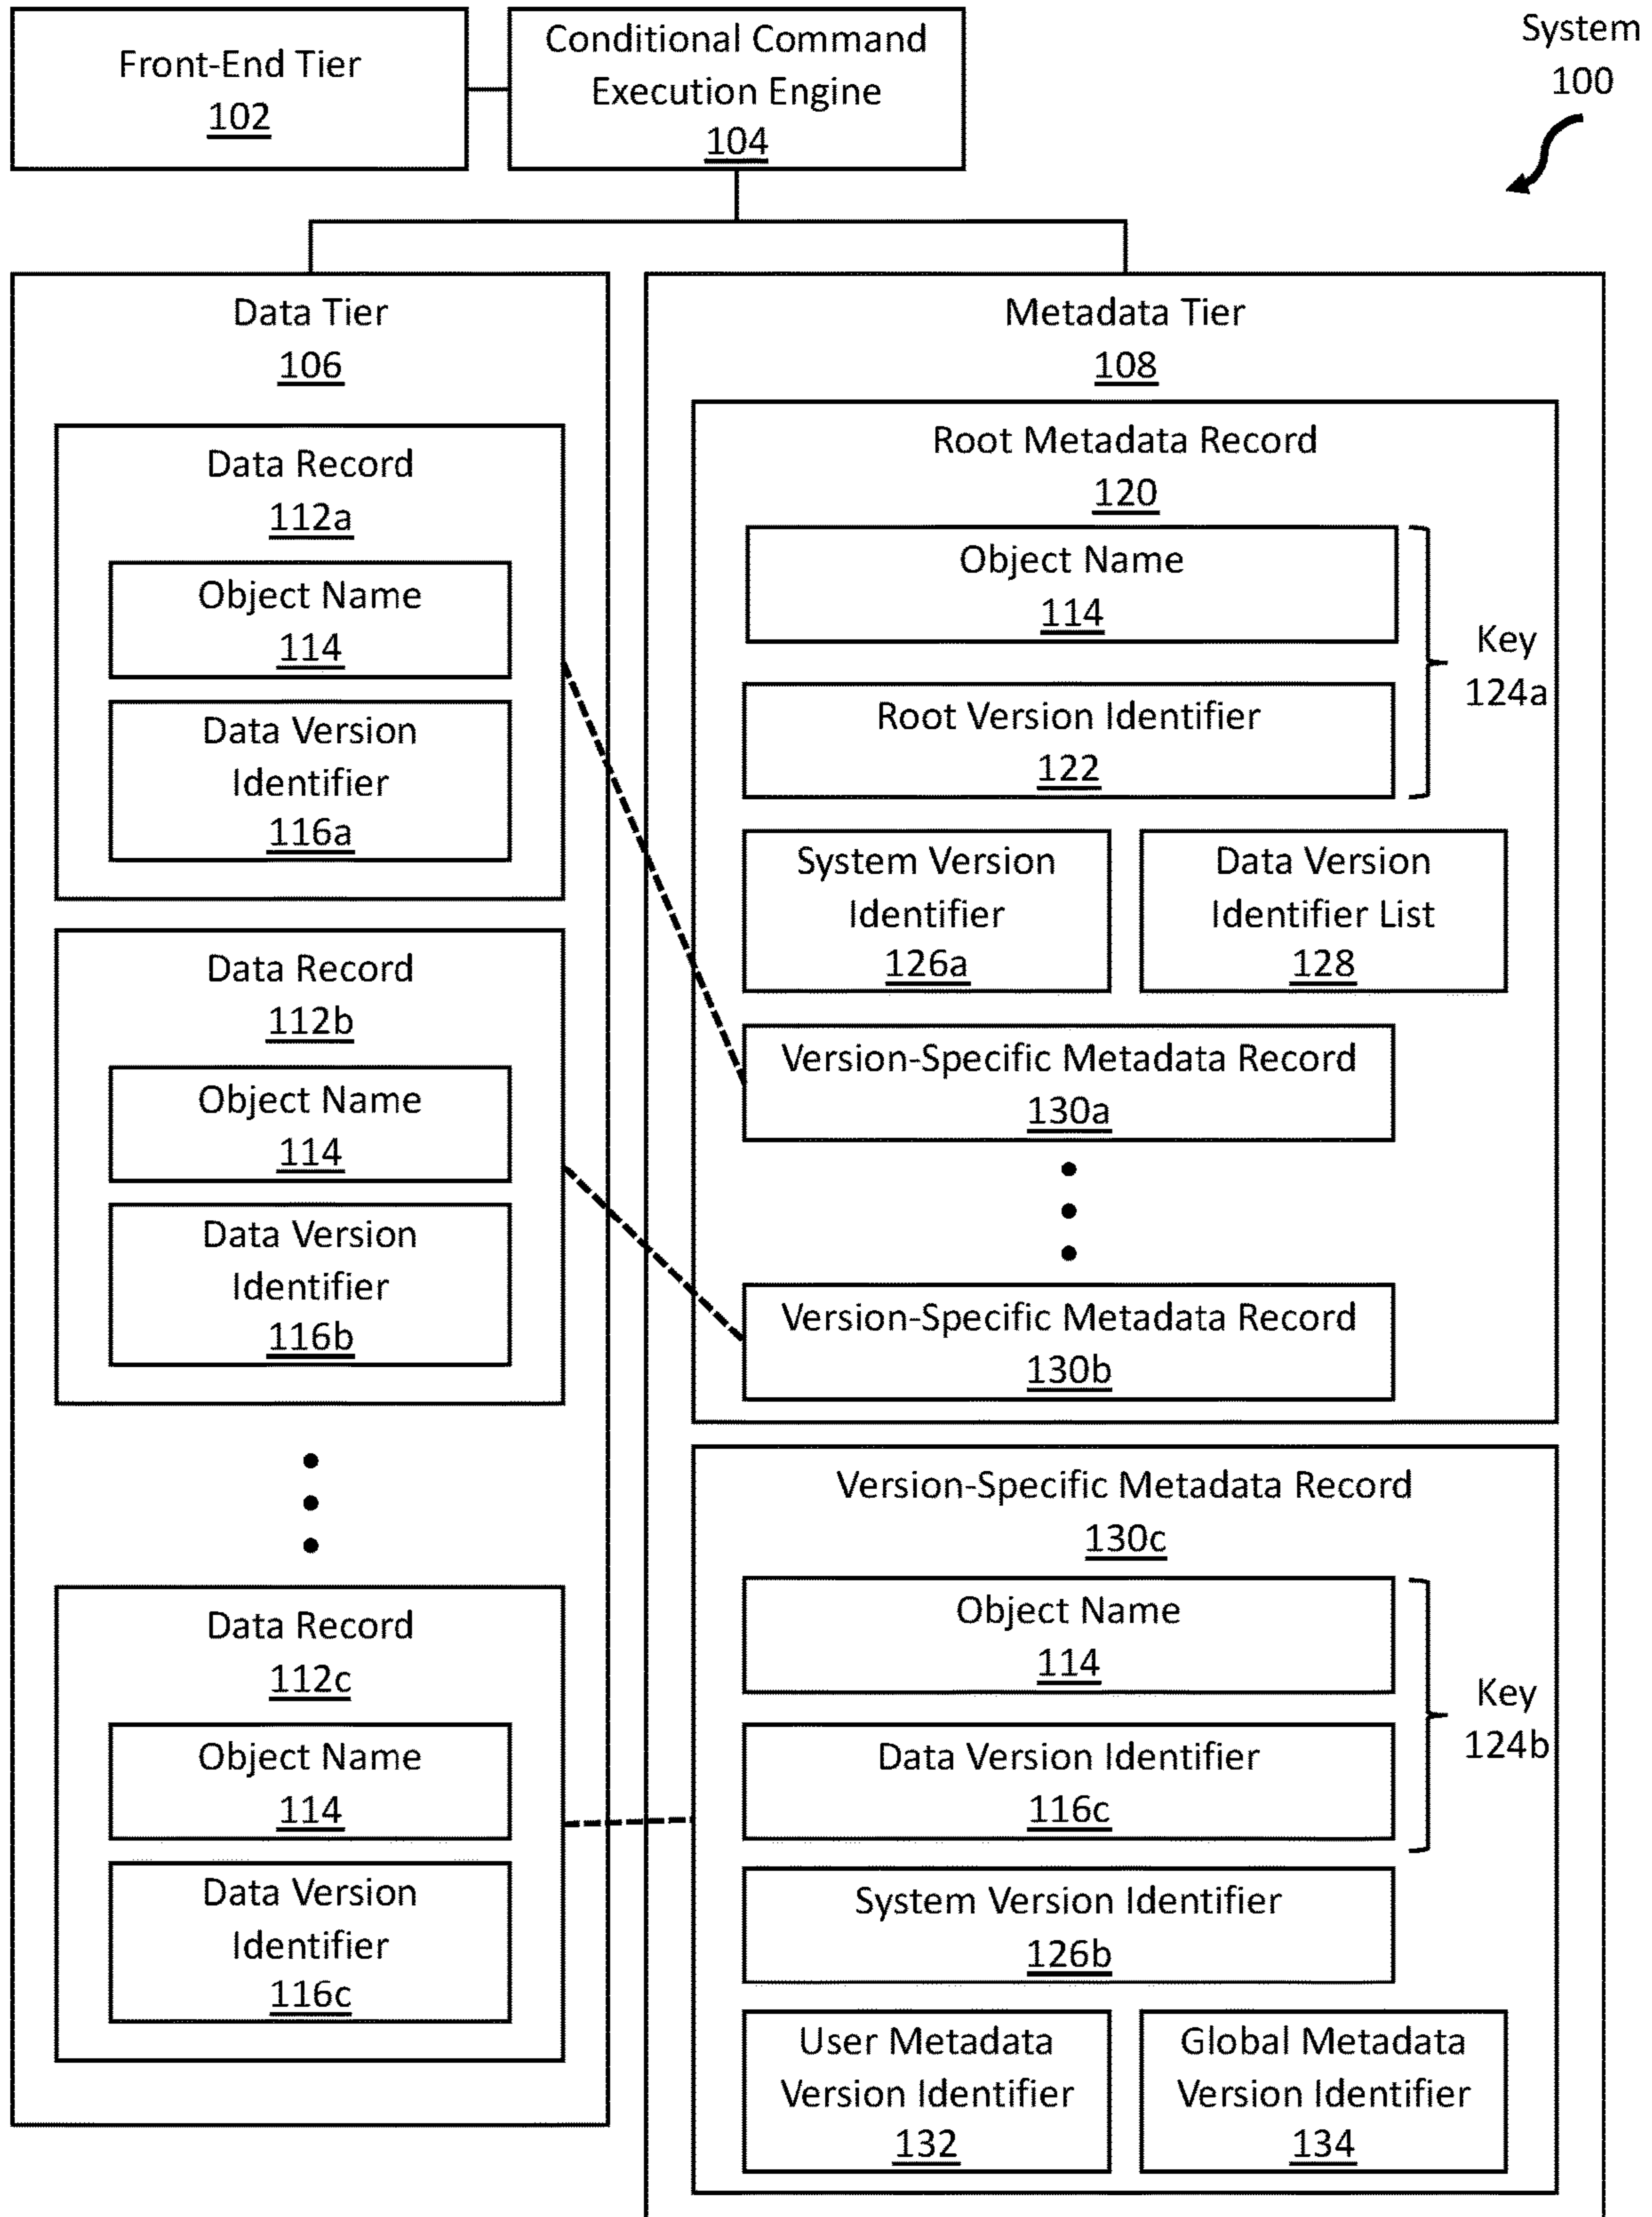 Front-End Tier
102
Conditional Command
Execution Engine
104
System
100
Data Tier
106
Data Record
112a
Object Name
114
Data Version
Identifier
116a
Data Record
112b
Object Name
114
Data Version
Identifier
116b
Data Record
112c
Object Name
114
Data Version
Identifier
116c
Metadata Tier
108
Root Metadata Record
120
Object Name
114
Root Version Identifier
122
Key
124a
System Version
Identifier
126a
Data Version
Identifier List
128
Version-Specific Metadata Record
130a
Version-Specific Metadata Record
130b
Version-Specific Metadata Record
130c
Object Name
114
Data Version Identifier
116c
Key
124b
System Version Identifier
126b
User Metadata
Version Identifier
132
Global Metadata
Version Identifier
134